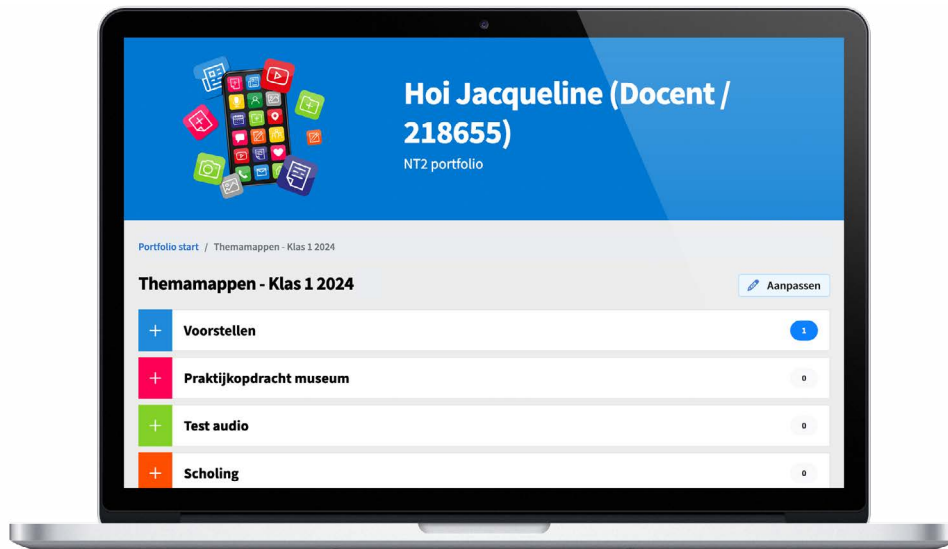 Hoi Jacqueline (Docent /
218655)
NT2 portfolio
Portfolio start / Themamappen - Klas 1 2024
Themamappen - Klas 1 2024
Aanpassen
+ Voorstellen 1
+ Praktijkopdracht museum 0
+ Test audio 0
+ Scholing 0